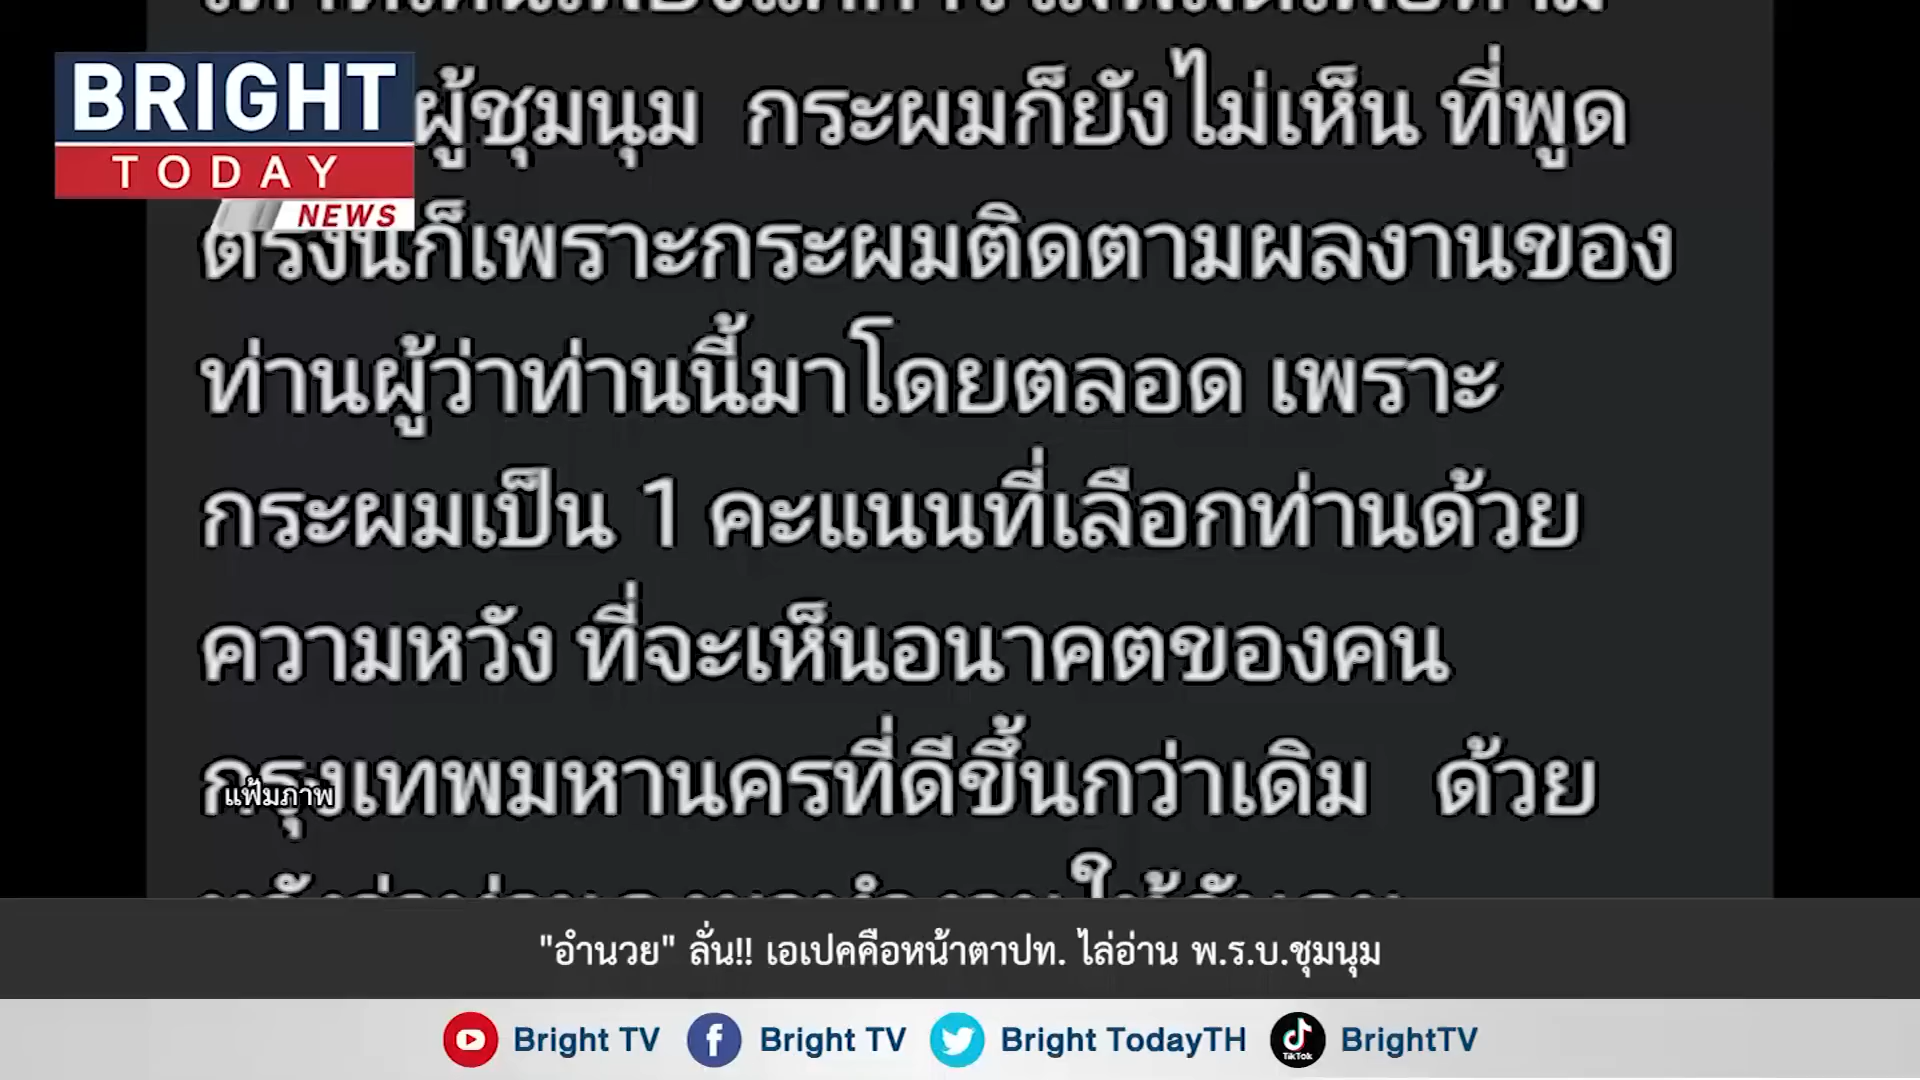 BRIGHT
TODAY
NEWS
ผู้ชุมนุม กระผมก็ยังไม่เห็น ที่พูด
ตรงนี้ก็เพราะกระผมติดตามผลงานของ
ท่านผู้ว่าท่านนี้มาโดยตลอด เพราะ
กระผมเป็น 1 คะแนนที่เลือกท่านด้วย
ความหวัง ที่จะเห็นอนาคตของคน
กรุงเทพมหานครที่ดีขึ้นกว่าเดิม ด้วย
แฟ้มภาพ
"อำนวย" ลั่น!! เอเปคคือหน้าตาปท. ไล่อ่าน พ.ร.บ.ชุมนุม
Bright TV Bright TV Bright TodayTH TikTok BrightTV